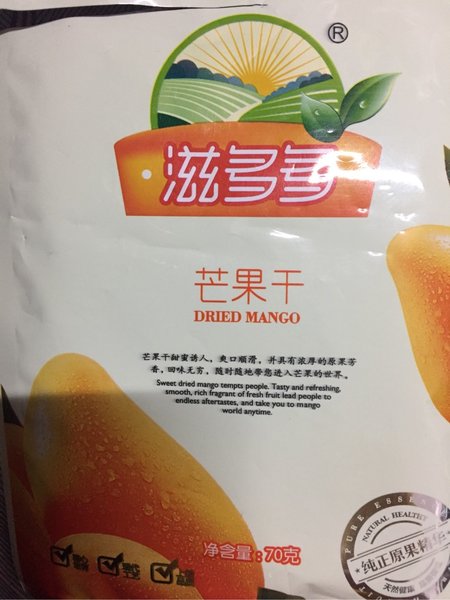 ®
滋多多
芒果干
DRIED MANGO
芒果干甜蜜诱人，爽口顺滑，并具有浓厚的原果芳
香，回味无穷，随时随地带您进入芒果的世界。
Sweet dried mango tempts people. Tasty and refreshing,
smooth, rich fragrant of fresh fruit lead people to
endless aftertastes, and take you to mango
world anytime.
净含量：70克
PURE ESSENCE
NATURAL HEALTHY
纯正原果精华
天然健康